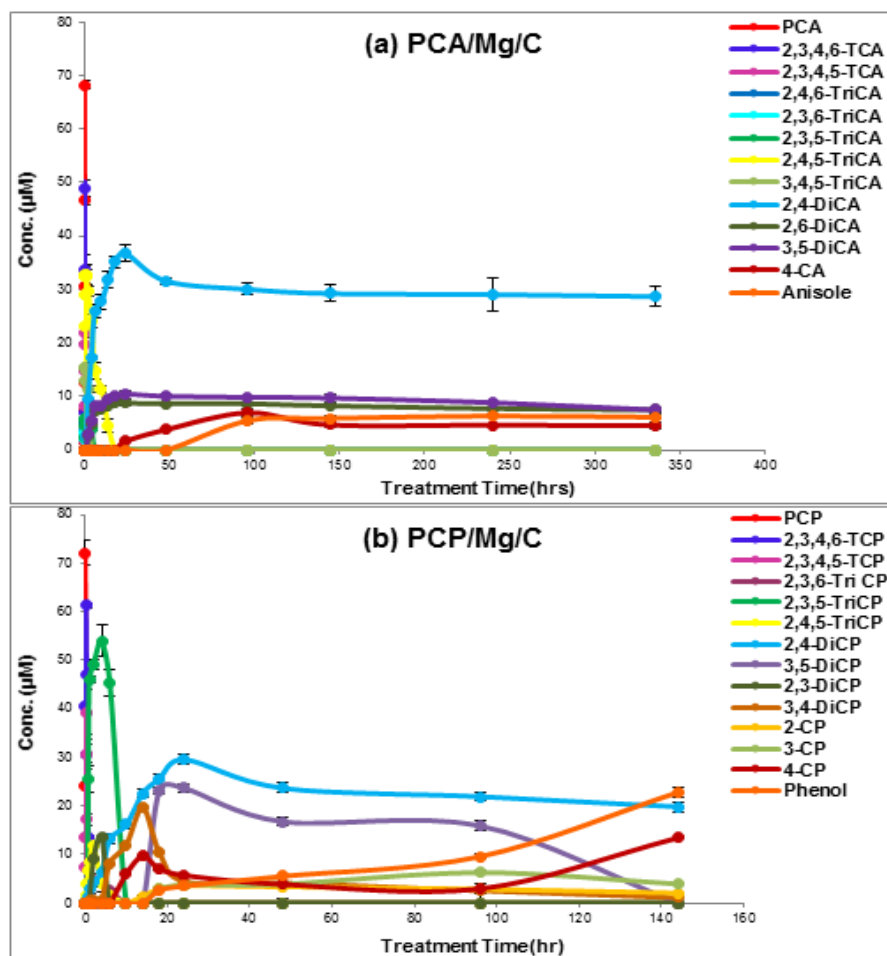 (a) PCA/Mg/C
80
70
60
50
40
30
20
10
0
Conc. (µM)
0 50 100 150 200 250 300 350 400
Treatment Time(hrs)
PCA
2,3,4,6-TCA
2,3,4,5-TCA
2,4,6-TriCA
2,3,6-TriCA
2,3,5-TriCA
2,4,5-TriCA
3,4,5-TriCA
2,4-DiCA
2,6-DiCA
3,5-DiCA
4-CA
Anisole
(b) PCP/Mg/C
80
70
60
50
40
30
20
10
0
Conc. (µM)
0 20 40 60 80 100 120 140 160
Treatment Time(hr)
PCP
2,3,4,6-TCP
2,3,4,5-TCP
2,3,6-Tri CP
2,3,5-TriCP
2,4,5-TriCP
2,4-DiCP
3,5-DiCP
2,3-DiCP
3,4-DiCP
2-CP
3-CP
4-CP
Phenol